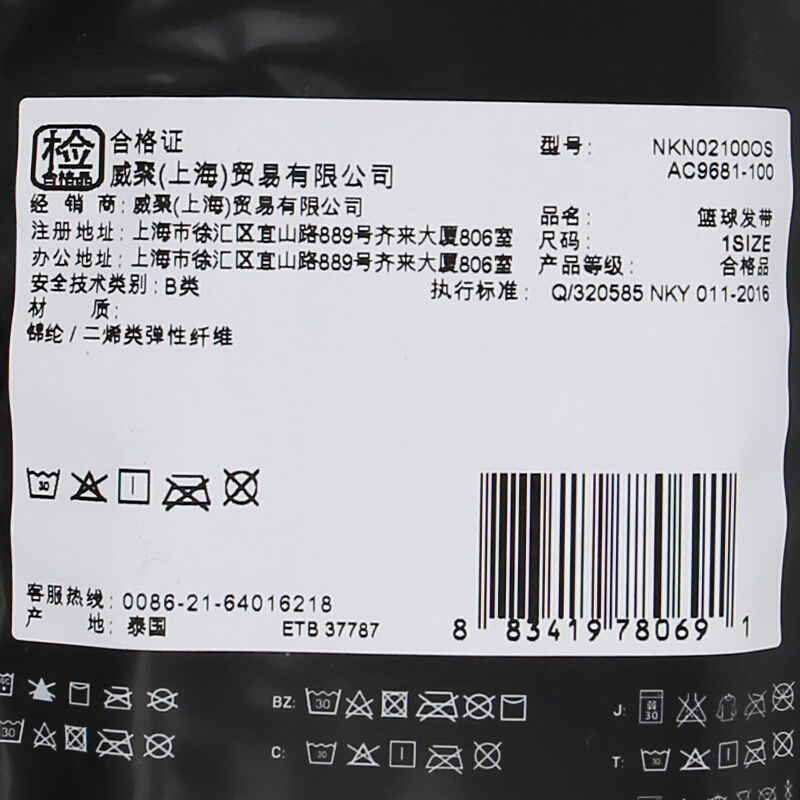 检 合格证
合格品
威聚(上海)贸易有限公司
经 销 商: 威聚(上海)贸易有限公司
注册地址: 上海市徐汇区宜山路889号齐来大厦806室
办公地址: 上海市徐汇区宜山路889号齐来大厦806室
安全技术类别: B类
材 质:
锦纶 / 二烯类弹性纤维
型号: NKN02100OS
AC9681-100
品名: 篮球发带
尺码: 1SIZE
产品等级: 合格品
执行标准: Q/320585 NKY 011-2016
30
客服热线: 0086-21-64016218
产 地: 泰国
ETB 37787
8 83419 78069 1
BZ: 30
J: 30
30
C: 30
T: 30